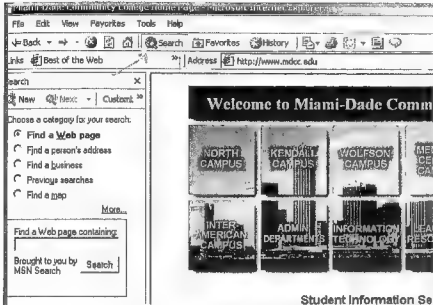 Miami-Dade Community College Home Page - Microsoft Internet Explorer
File Edit View Favorites Tools Help
Back Search Favorites History
Links Best of the Web Address http://www.mdcc.edu
earch
New Next Customi
Choose a category for your search:
Find a Web page
Find a person's address
Find a business
Previous searches
Find a map
More...
Find a Web page containing:
Brought to you by
MSN Search
Search
Welcome to Miami-Dade Comm
NORTH CAMPUS
KENDALL CAMPUS
WOLFSON CAMPUS
INTER-AMERICAN CAMPUS
ADMIN DEPARTMENTS
INFORMATION TECHNOLOGY
Student Information Se